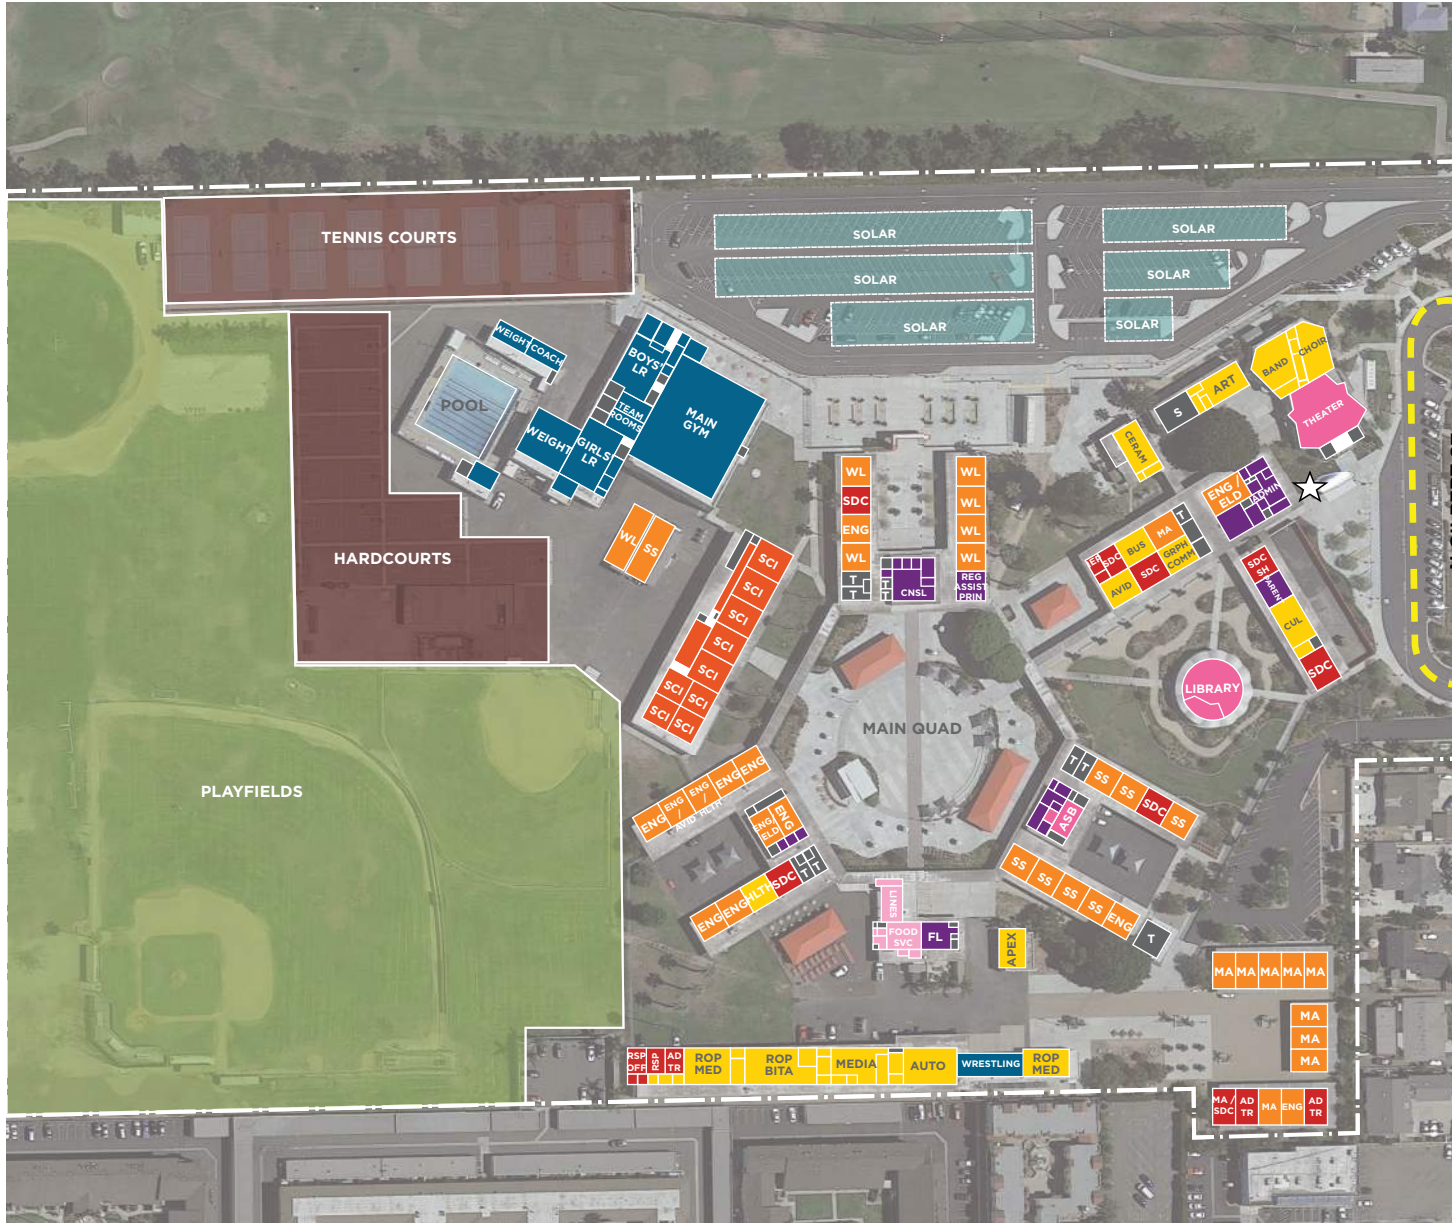 TENNIS COURTS
SOLAR
SOLAR
SOLAR
SOLAR
SOLAR
SOLAR
WEIGHT
COACH
POOL
BOYS
LR
TEAM
ROOMS
MAIN
GYM
WEIGHT
GIRLS
LR
HARDCOURTS
WL
SS
BAND
CHOIR
THEATER
ART
S
CERAM
ENG /
ELD
ADMIN
WL
SDC
ENG
WL
T
T
T
T
CNSL
WL
WL
WL
WL
REG
ASSIST
PRIN
SDC
BUS
MA
T
AVID
SDC
GRPH
COMM
SDC
SH
PARENT
CUL
SDC
LIBRARY
SCI
SCI
SCI
SCI
SCI
SCI
SCI
SCI
SCI
MAIN QUAD
PLAYFIELDS
ENG
ENG
/
AVID
ENG
/
HLTH
ENG
ENG
ENG
ELD
ENG
ENG
ENG
HLTH
SDC
T
T
T
T
SS
SS
SDC
SS
ASB
SS
SS
SS
SS
ENG
T
LINES
FOOD
SVC
FL
APEX
MA
MA
MA
MA
MA
MA
MA
MA
RSP
OFF
RSP
AD
TR
ROP
MED
ROP
BITA
MEDIA
AUTO
WRESTLING
ROP
MED
MA /
SDC
AD
TR
MA
ENG
AD
TR